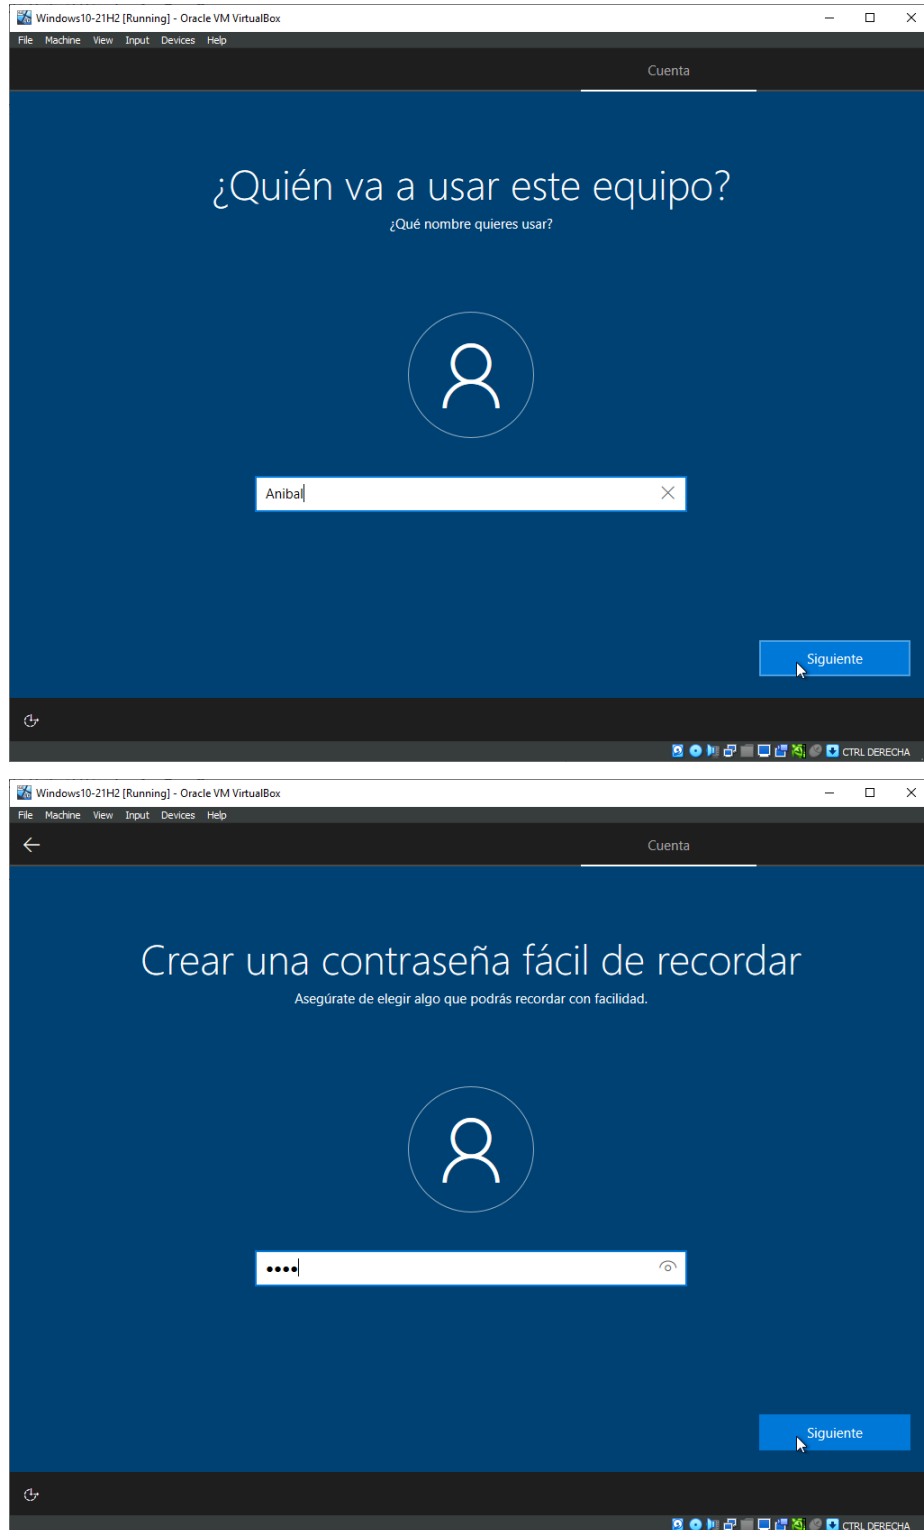 Windows10-21H2 [Running] - Oracle VM VirtualBox
File Machine View Input Devices Help
Cuenta
¿Quién va a usar este equipo?
¿Qué nombre quieres usar?
Anibal
Siguiente
CTRL DERECHA
Windows10-21H2 [Running] - Oracle VM VirtualBox
File Machine View Input Devices Help
Cuenta
Crear una contraseña fácil de recordar
Asegúrate de elegir algo que podrás recordar con facilidad.
••••
Siguiente
CTRL DERECHA